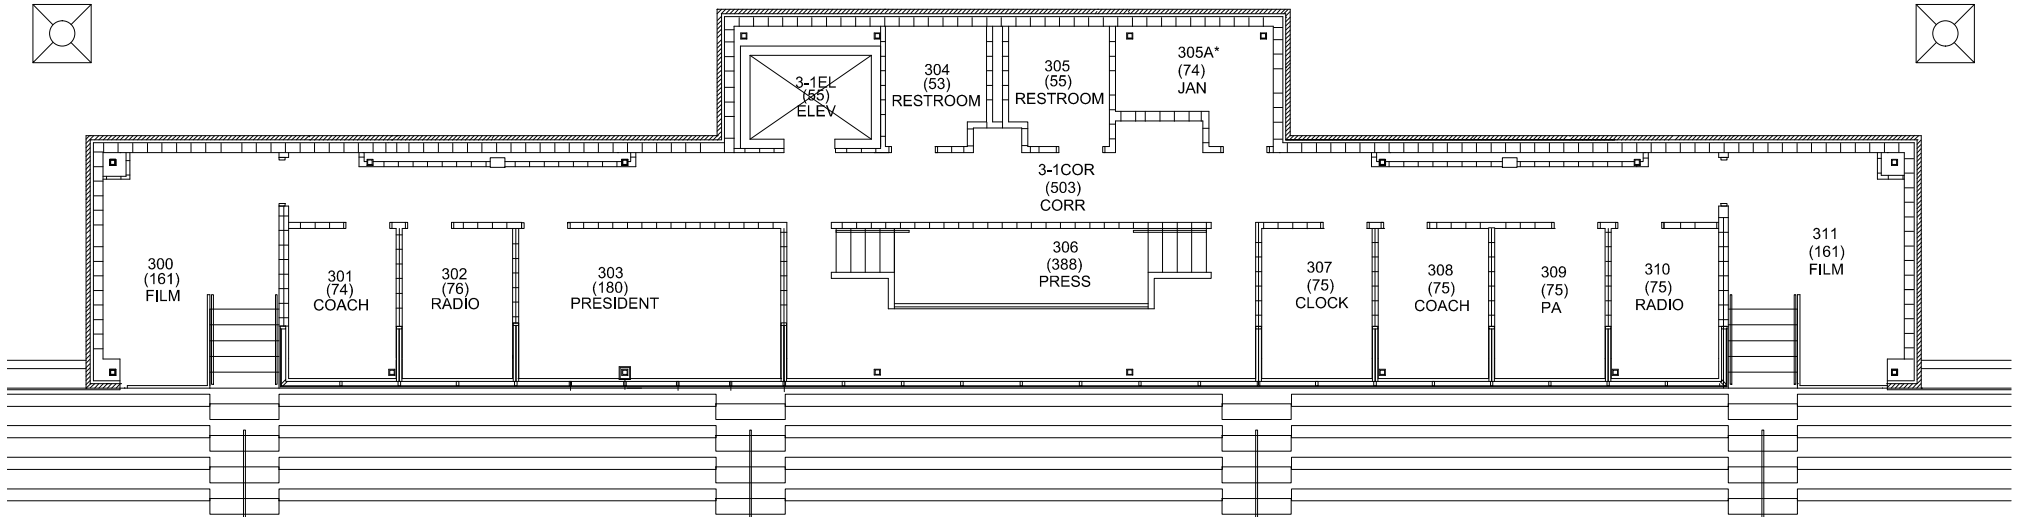 3-1EL
(55)
ELEV
304
(53)
RESTROOM
305
(55)
RESTROOM
305A*
(74)
JAN
3-1COR
(503)
CORR
300
(161)
FILM
301
(74)
COACH
302
(76)
RADIO
303
(180)
PRESIDENT
306
(388)
PRESS
307
(75)
CLOCK
308
(75)
COACH
309
(75)
PA
310
(75)
RADIO
311
(161)
FILM